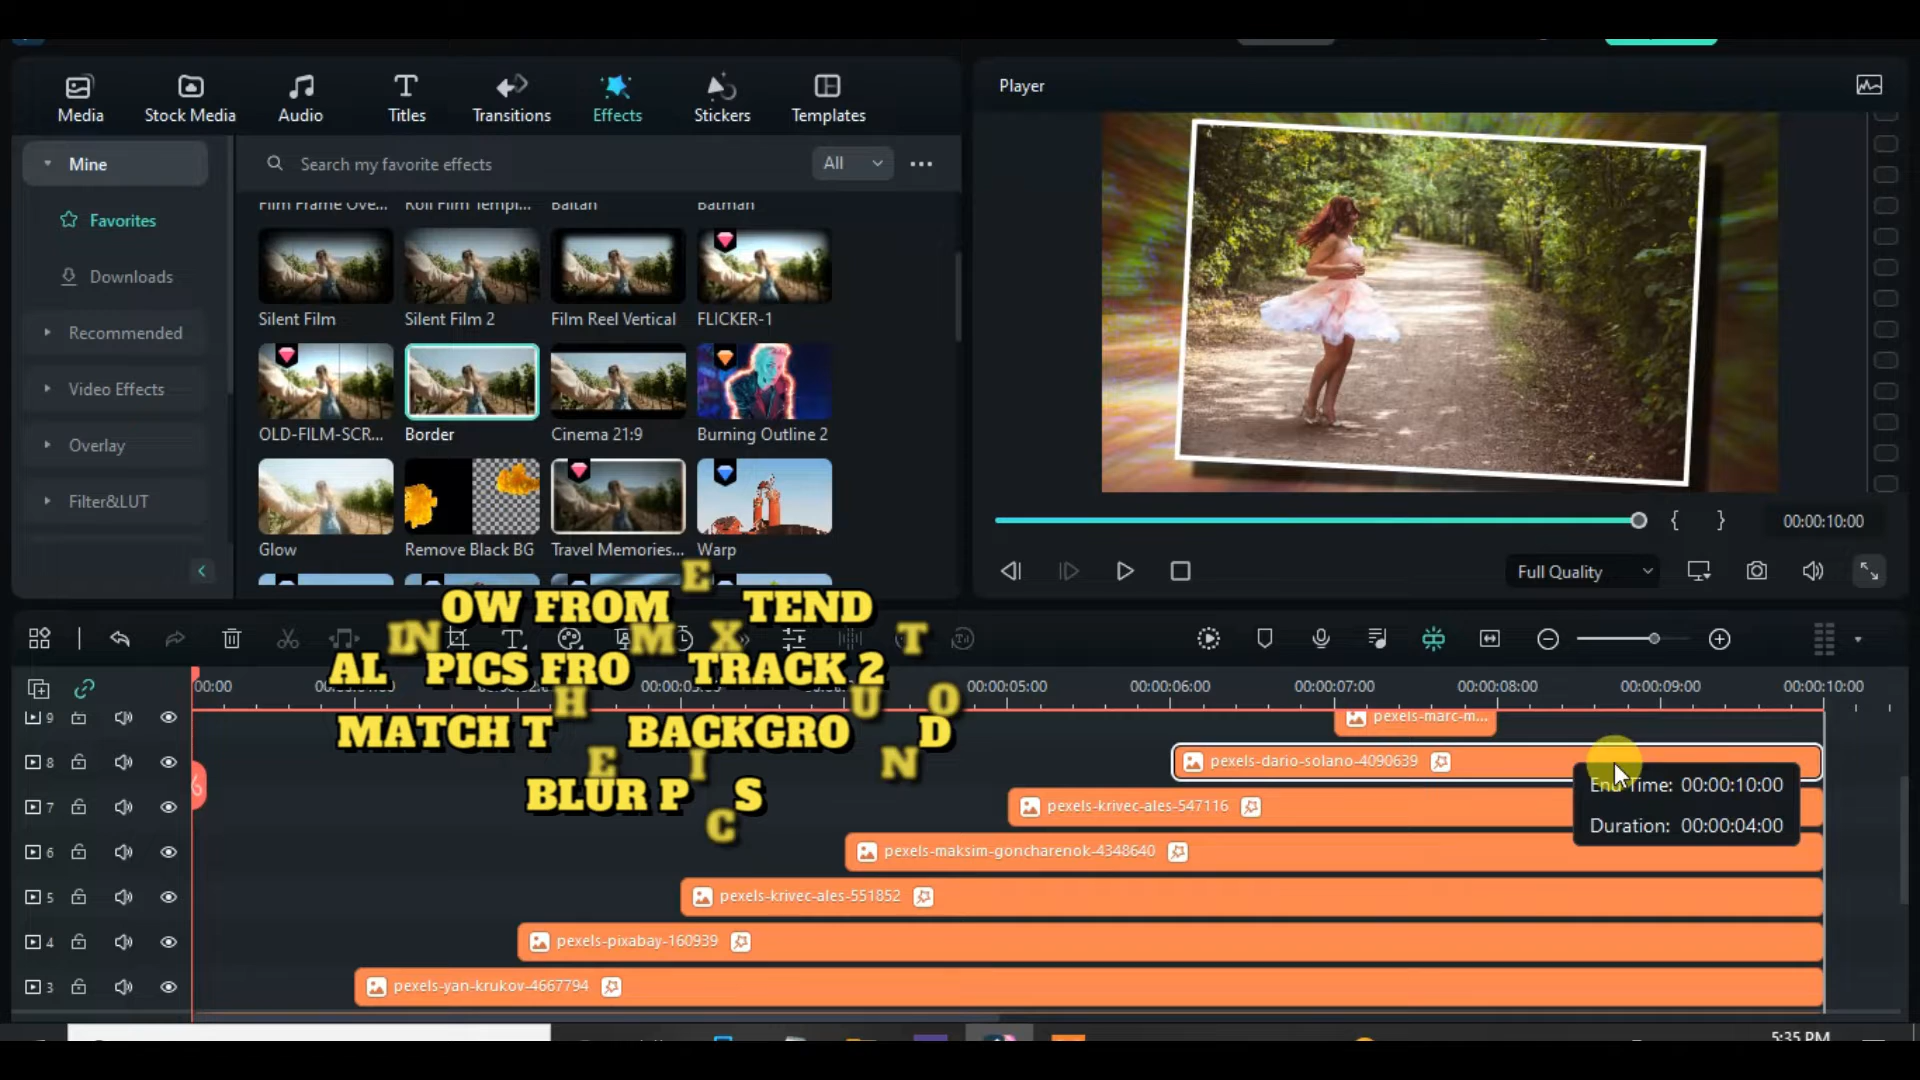 Media
Stock Media
Audio
Titles
Transitions
Effects
Stickers
Templates
Player
Mine
Search my favorite effects
All
Favorites
Downloads
Recommended
Video Effects
Overlay
Filter&LUT
Film Frame Ove...
Roll Film Templ...
Baltan
Batman
Silent Film
Silent Film 2
Film Reel Vertical
FLICKER-1
OLD-FILM-SCR...
Border
Cinema 21:9
Burning Outline 2
Glow
Remove Black BG
Travel Memories...
Warp
00:00:10:00
Full Quality
OW FROM E TEND
IN M X T
AL PICS FRO TRACK 2
H U O
MATCH T BACKGRO D
E I N
BLUR P S
C
00:00
00:00:05:00
00:00:06:00
00:00:07:00
00:00:08:00
00:00:09:00
00:00:10:00
9
pexels-marc-m...
8
pexels-dario-solano-4090639
End Time: 00:00:10:00
Duration: 00:00:04:00
7
pexels-krivec-ales-547116
6
pexels-maksim-goncharenok-4348640
5
pexels-krivec-ales-551852
4
pexels-pixabay-160939
3
pexels-yan-krukov-4667794
5:35 PM